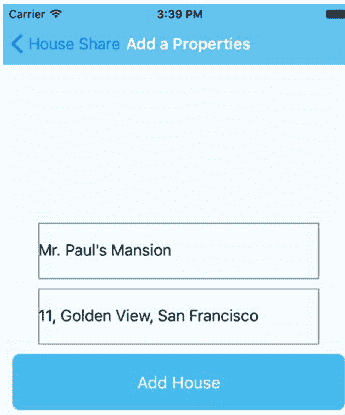 Carrier 3:39 PM
House Share Add a Properties
Mr. Paul's Mansion
11, Golden View, San Francisco
Add House